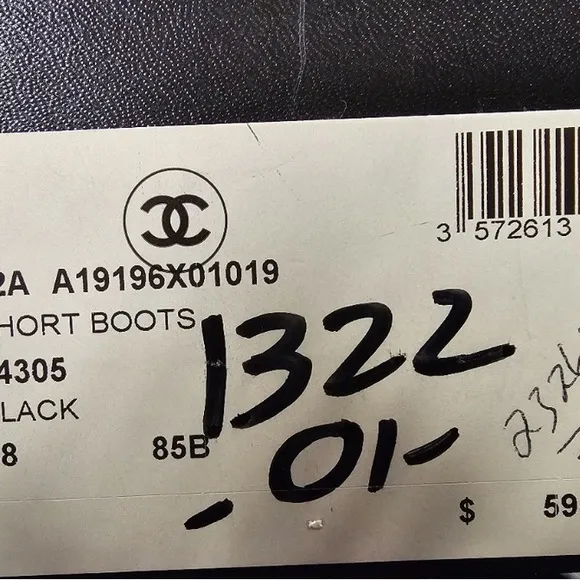 3 572613
2A A19196X01019
HORT BOOTS
4305
LACK
8 85B
1322
-01-
$ 59